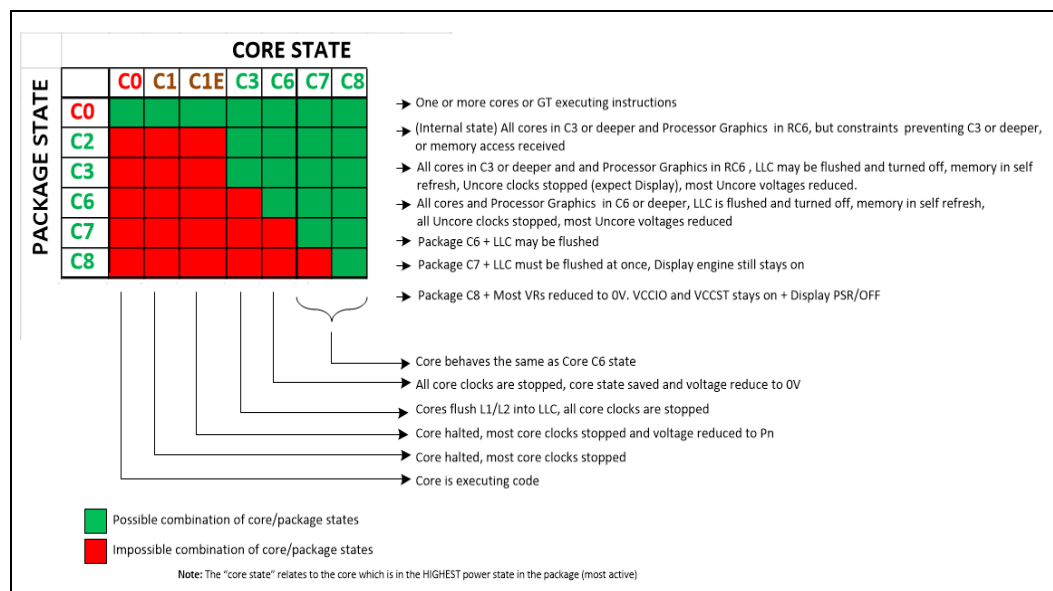 CORE STATE
PACKAGE STATE
C0 C1 C1E C3 C6 C7 C8
C0
C2
C3
C6
C7
C8
One or more cores or GT executing instructions
(Internal state) All cores in C3 or deeper and Processor Graphics in RC6, but constraints preventing C3 or deeper,
or memory access received
All cores in C3 or deeper and and Processor Graphics in RC6 , LLC may be flushed and turned off, memory in self
refresh, Uncore clocks stopped (expect Display), most Uncore voltages reduced.
All cores and Processor Graphics in C6 or deeper, LLC is flushed and turned off, memory in self refresh,
all Uncore clocks stopped, most Uncore voltages reduced
Package C6 + LLC may be flushed
Package C7 + LLC must be flushed at once, Display engine still stays on
Package C8 + Most VRs reduced to 0V. VCCIO and VCCST stays on + Display PSR/OFF
Core behaves the same as Core C6 state
All core clocks are stopped, core state saved and voltage reduce to 0V
Cores flush L1/L2 into LLC, all core clocks are stopped
Core halted, most core clocks stopped and voltage reduced to Pn
Core halted, most core clocks stopped
Core is executing code
Possible combination of core/package states
Impossible combination of core/package states
Note: The “core state” relates to the core which is in the HIGHEST power state in the package (most active)